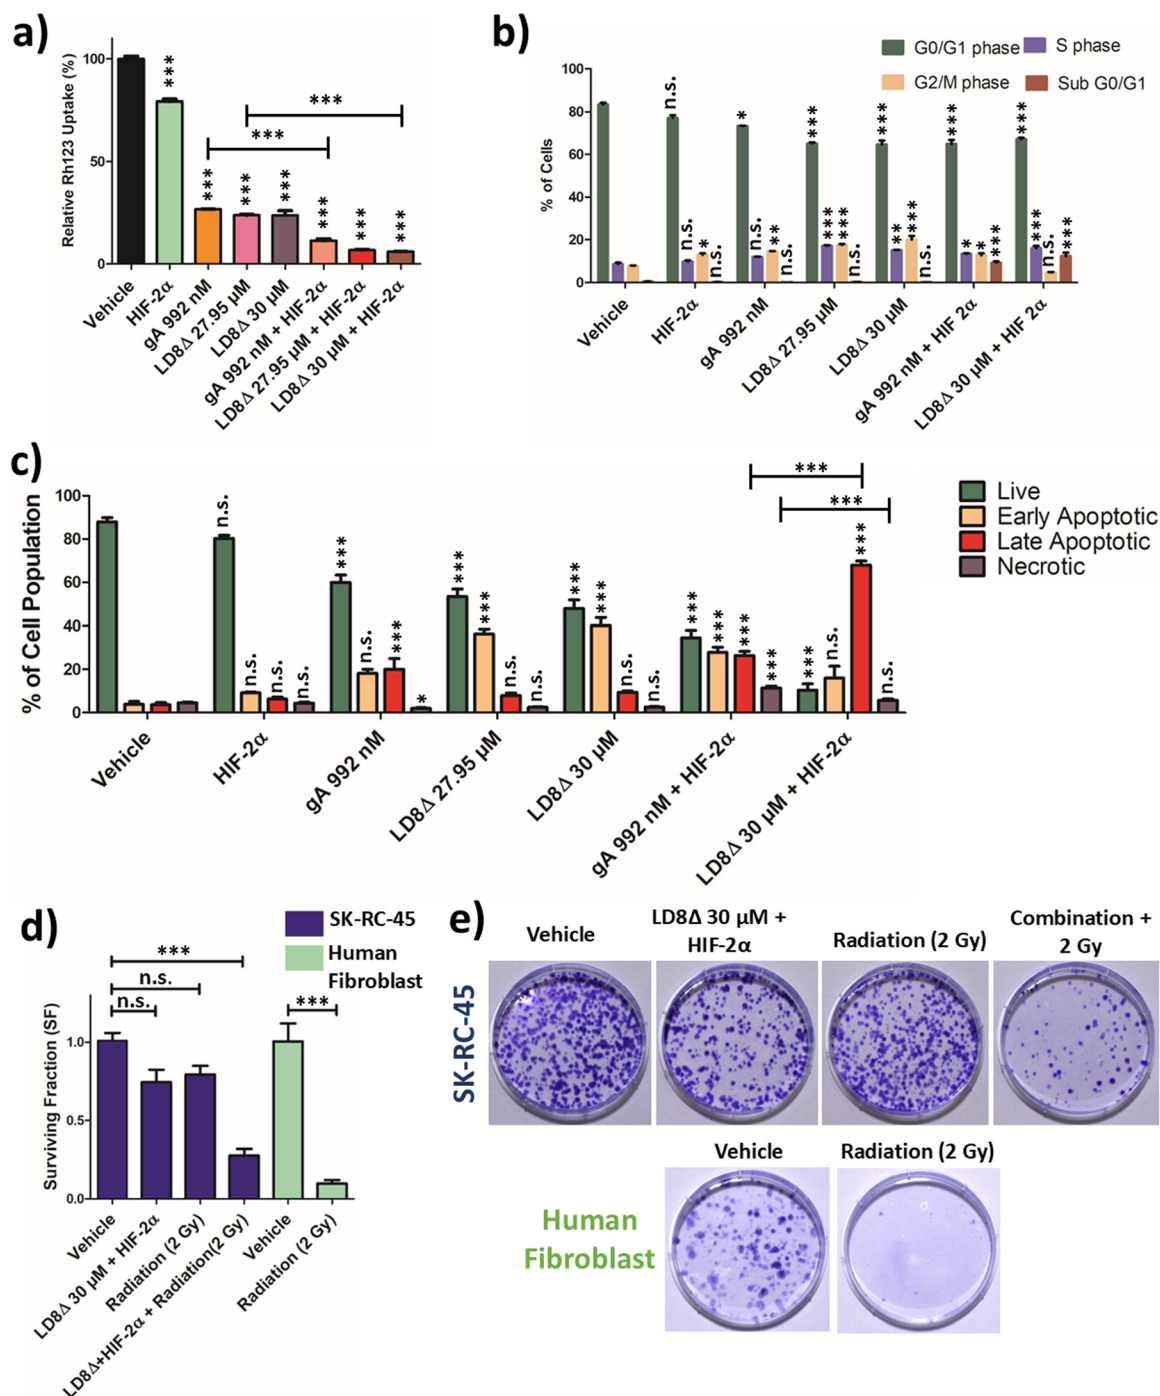 a)
Relative Rh123 Uptake (%)
100
50
0
***
***
***
***
***
***
***
***
***
Vehicle
HIF-2α
gA 992 nM
LD8Δ 27.95 µM
LD8Δ 30 µM
gA 992 nM + HIF-2α
LD8Δ 27.95 µM + HIF-2α
LD8Δ 30 µM + HIF-2α
b)
G0/G1 phase
S phase
G2/M phase
Sub G0/G1
% of Cells
100
80
60
40
20
0
n.s.
n.s.
*
n.s.
*
n.s.
**
n.s.
***
***
***
n.s.
***
**
***
n.s.
***
*
**
***
***
***
n.s.
***
Vehicle
HIF-2α
gA 992 nM
LD8Δ 27.95 µM
LD8Δ 30 µM
gA 992 nM + HIF 2α
LD8Δ 30 µM + HIF 2α
c)
% of Cell Population
100
80
60
40
20
0
***
***
Live
Early Apoptotic
Late Apoptotic
Necrotic
n.s.
n.s.
n.s.
n.s.
***
n.s.
***
*
***
***
n.s.
n.s.
***
***
n.s.
n.s.
***
***
***
***
***
n.s.
***
n.s.
Vehicle
HIF-2α
gA 992 nM
LD8Δ 27.95 µM
LD8Δ 30 µM
gA 992 nM + HIF-2α
LD8Δ 30 µM + HIF-2α
d)
SK-RC-45
Human
Fibroblast
Surviving Fraction (SF)
1.0
0.5
0.0
***
n.s.
n.s.
***
Vehicle
LD8Δ 30 µM + HIF-2α
Radiation (2 Gy)
LD8Δ+HIF-2α + Radiation(2 Gy)
Vehicle
Radiation (2 Gy)
e)
Vehicle
LD8Δ 30 µM +
HIF-2α
Radiation (2 Gy)
Combination +
2 Gy
SK-RC-45
Vehicle
Radiation (2 Gy)
Human
Fibroblast